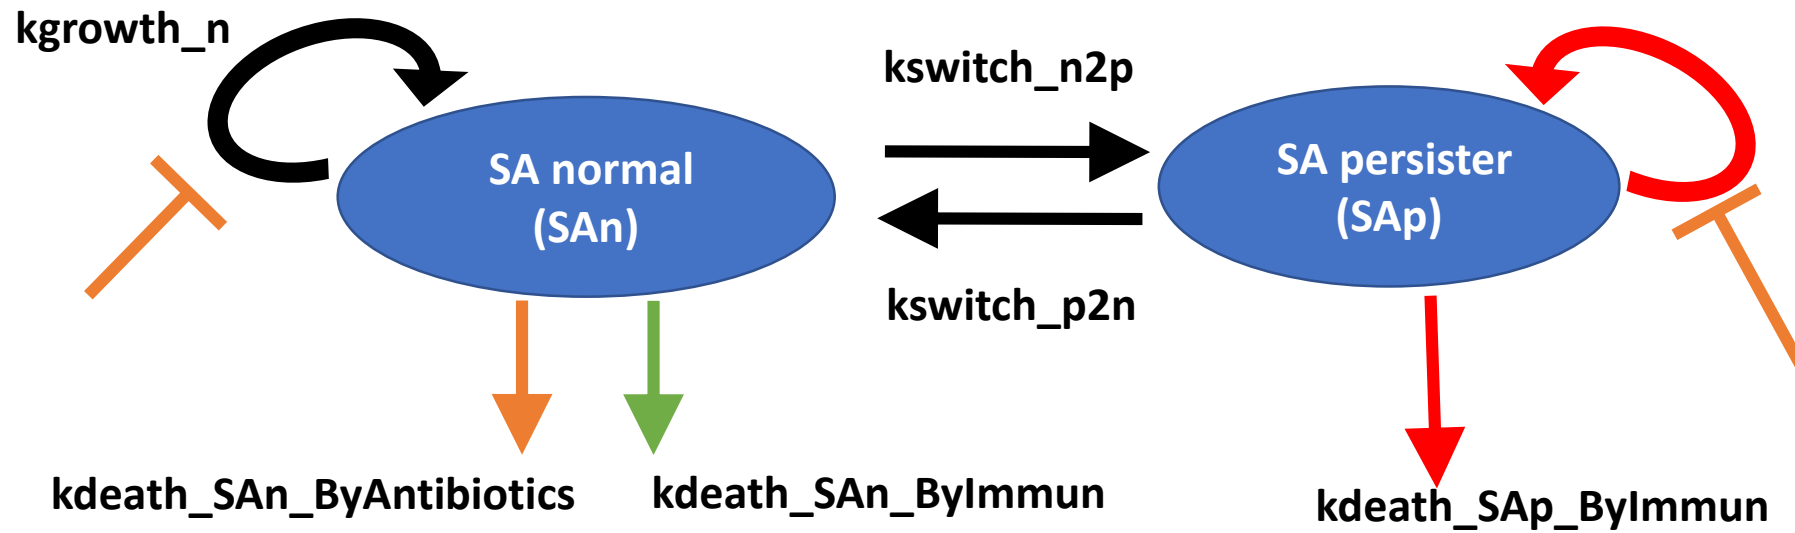 kgrowth_n
kswitch_n2p
SA normal
(SAn)
SA persister
(SAp)
kswitch_p2n
kdeath_SAn_ByAntibiotics
kdeath_SAn_ByImmun
kdeath_SAp_ByImmun